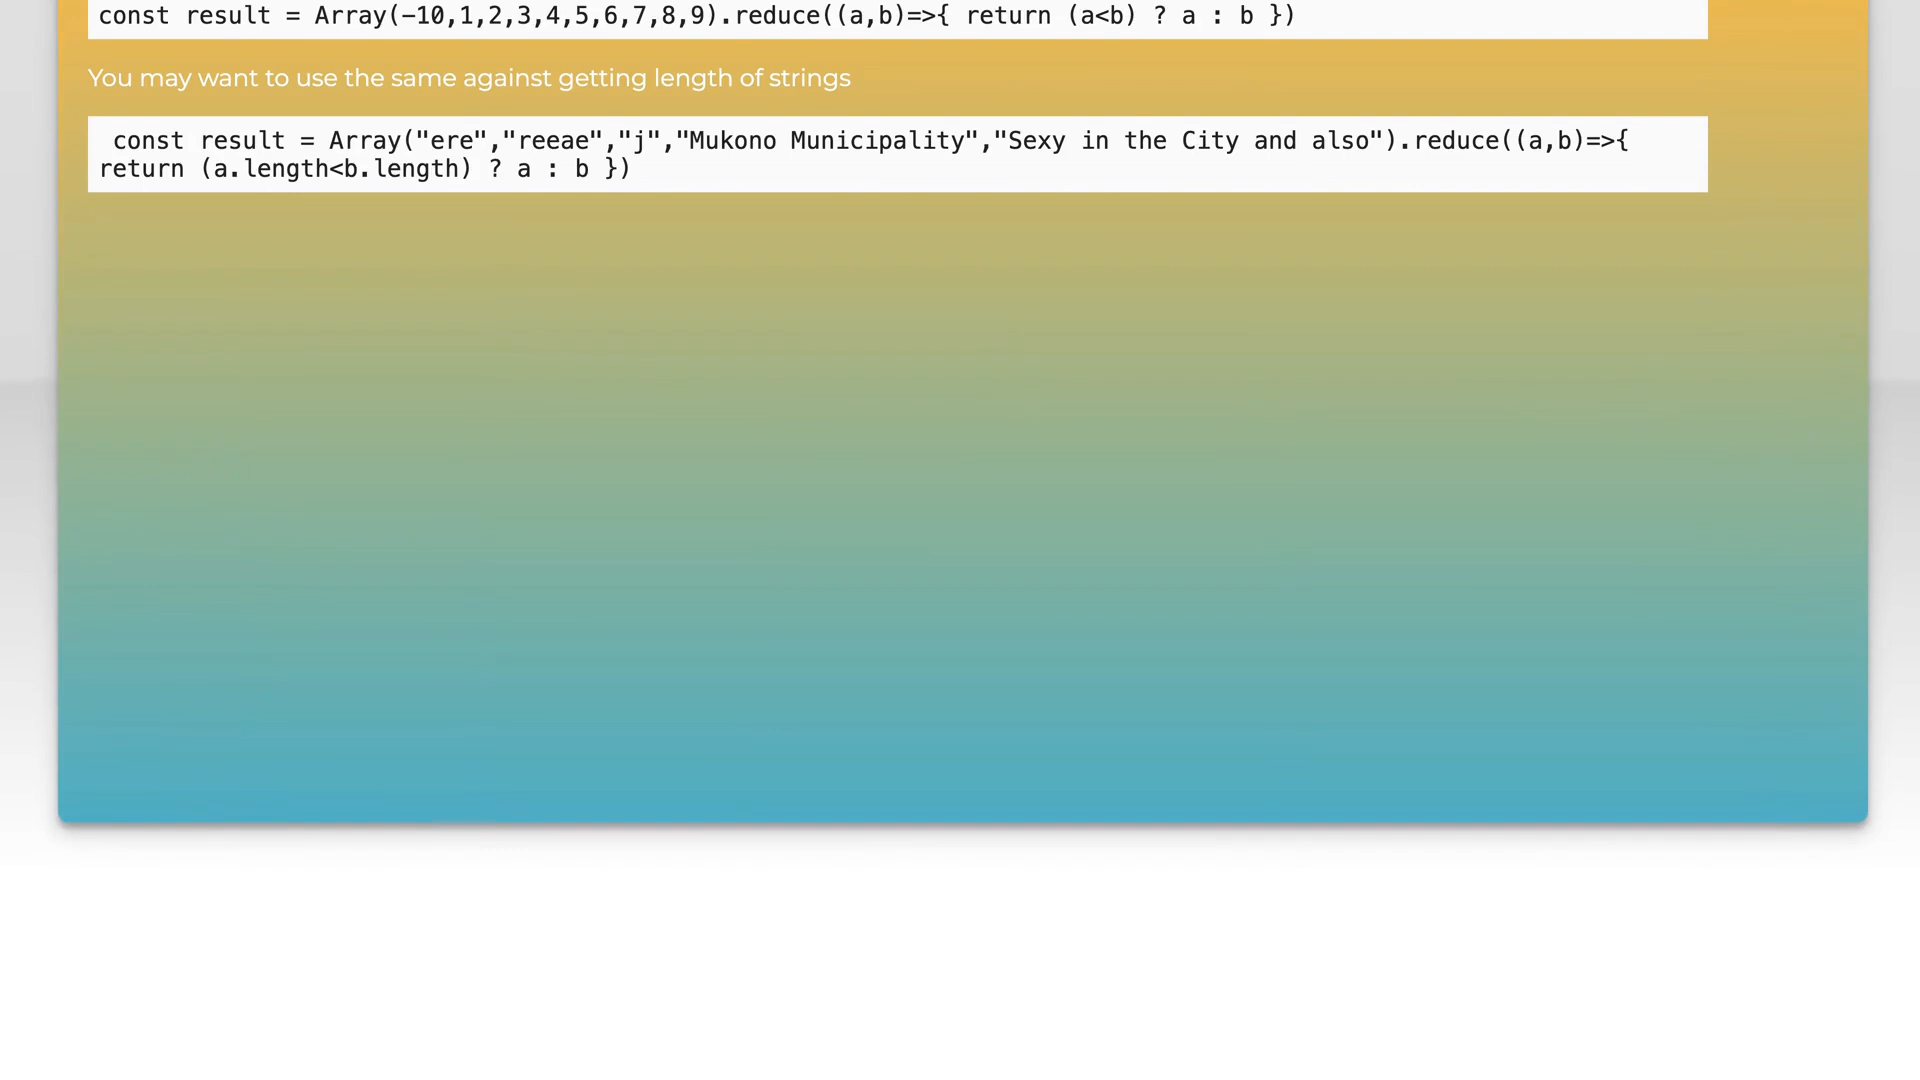 const result = Array(-10,1,2,3,4,5,6,7,8,9).reduce((a,b)=>{ return (a<b) ? a : b })
You may want to use the same against getting length of strings
const result = Array("ere","reeae","j","Mukono Municipality","Sexy in the City and also").reduce((a,b)=>{
return (a.length<b.length) ? a : b })